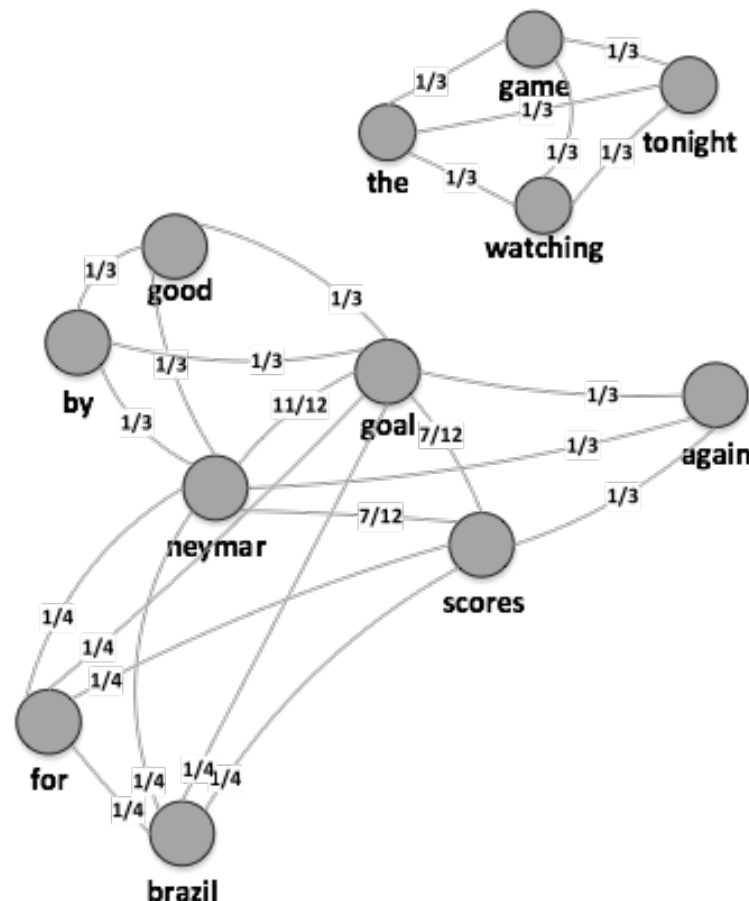 1/3
game
1/3
1/3
tonight
the
1/3
1/3
1/3
watching
1/3
good
1/3
by
1/3
1/3
1/3
11/12
goal
7/12
1/3
again
1/3
1/3
neymar
7/12
scores
1/4
1/4
1/4
for
1/4
1/4
1/4
1/4
brazil